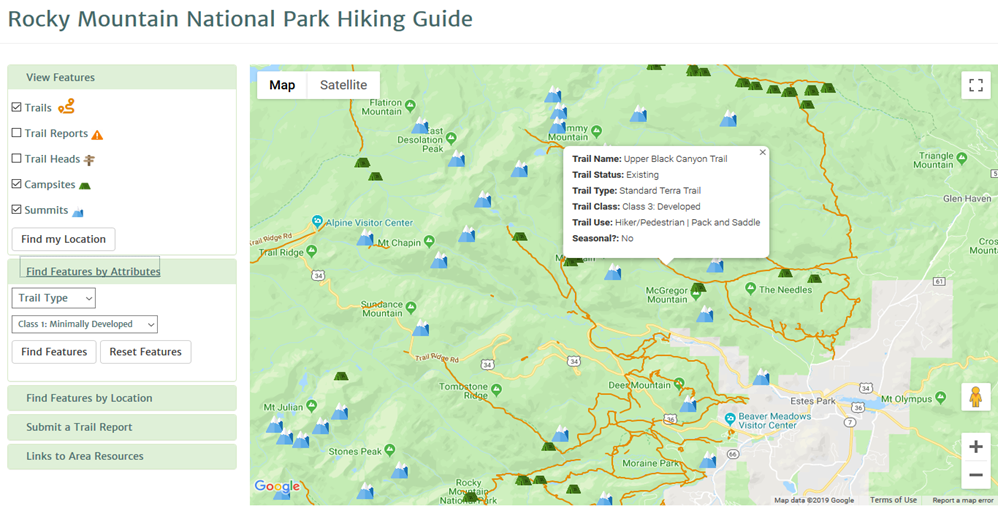 Rocky Mountain National Park Hiking Guide
View Features
Trails
Trail Reports
Trail Heads
Campsites
Summits
Find my Location
Find Features by Attributes
Trail Type
Class 1: Minimally Developed
Find Features
Reset Features
Find Features by Location
Submit a Trail Report
Links to Area Resources
Map
Satellite
Flatiron
Mountain
East
Desolation
Peak
mmy
Mountain
Trail Name: Upper Black Canyon Trail
Trail Status: Existing
Trail Type: Standard Terra Trail
Trail Class: Class 3: Developed
Trail Use: Hiker/Pedestrian | Pack and Saddle
Seasonal?: No
Triangle
Mountain
Glen Haven
Alpine Visitor Center
Trail Ridge Rd
Mt Chapin
Trail Ridge
34
Cros
Mount
61
McGregor
Mountain
The Needles
Sundance
Mountain
Trail Ridge Rd
34
34
Tombstone
Ridge
Deer Mountain
34
Estes Park
36
Mt Olympus
Mt Julian
36
7
Beaver Meadows
Visitor Center
Stones Peak
66
Moraine Park
Rocky
Mountain
National Park
Google
Map data ©2019 Google
Terms of Use
Report a map error